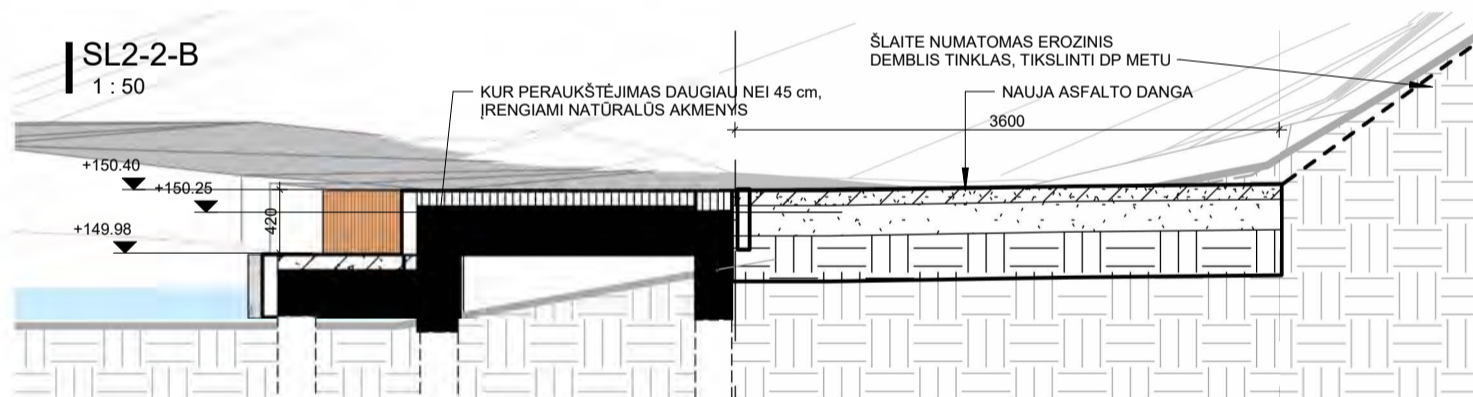 SL2-2-B
1 : 50
ŠLAITE NUMATOMAS EROZINIS
DEMBLIS TINKLAS, TIKSLINTI DP METU
KUR PERAUKŠTĖJIMAS DAUGIAU NEI 45 cm,
ĮRENGIAMI NATŪRALŪS AKMENYS
NAUJA ASFALTO DANGA
3600
+150.40
+150.25
420
+149.98